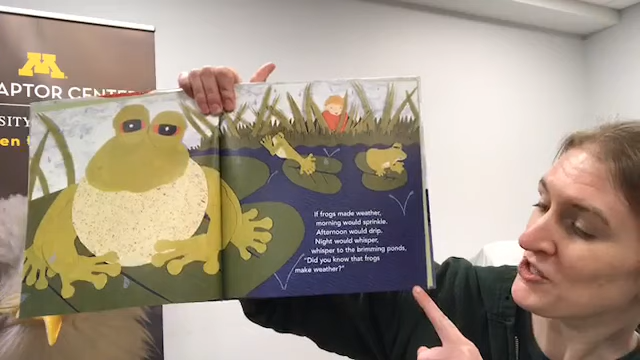 M
APTOR CENTE
SITY
en t
If frogs made weather,
morning would sprinkle.
Afternoon would drip.
Night would whisper,
whisper to the brimming ponds,
"Did you know that frogs
make weather?"